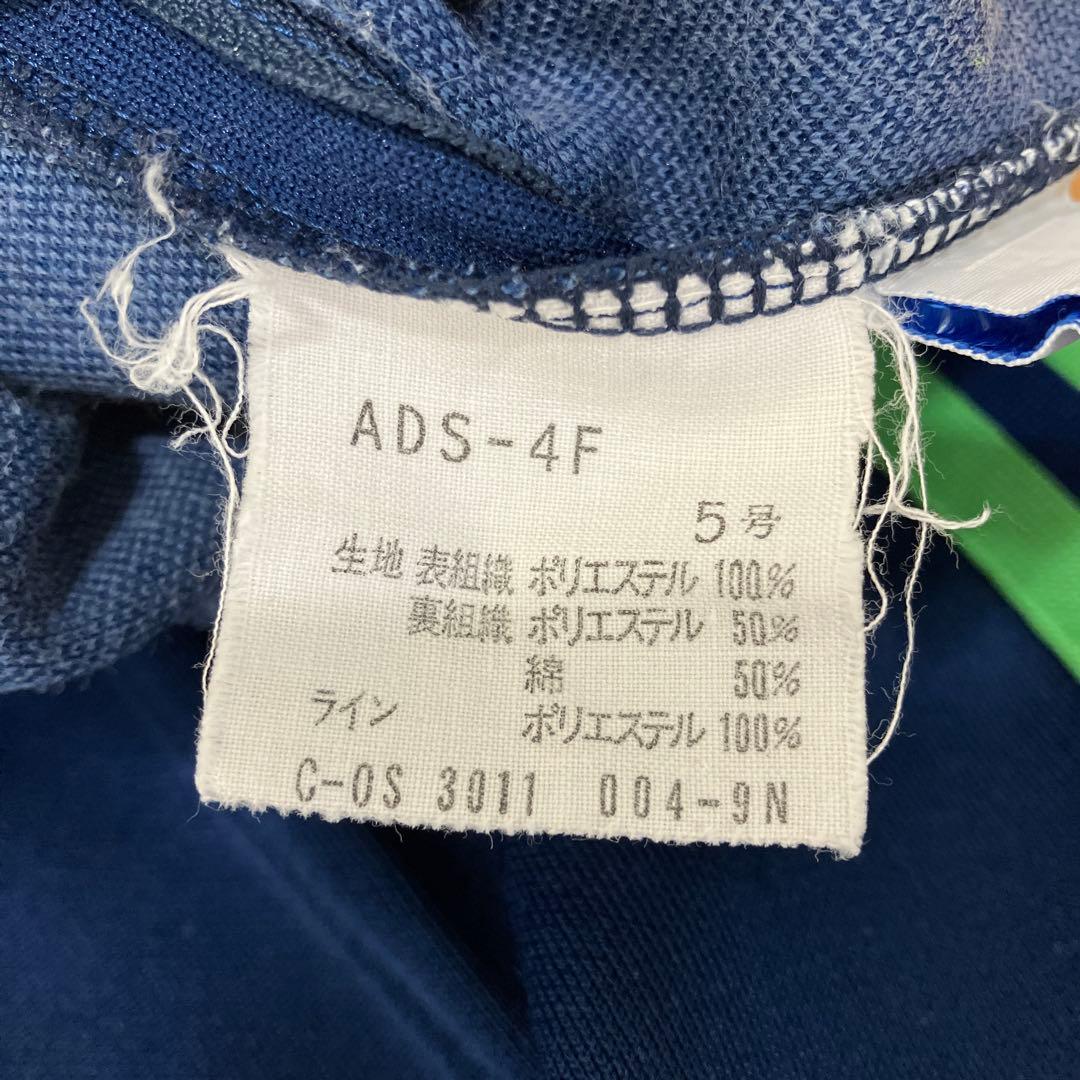 ADS-4F
5号
生地 表組織 ポリエステル 100%
裏組織 ポリエステル 50%
綿 50%
ライン ポリエステル 100%
C-OS 3011 004-9N